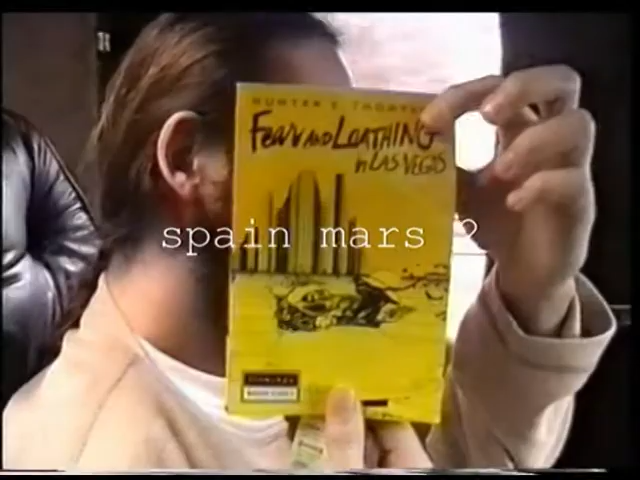 HUNTER S. THOMPSON
FEAR AND LOATHING
IN LAS VEGAS
spain mars ?